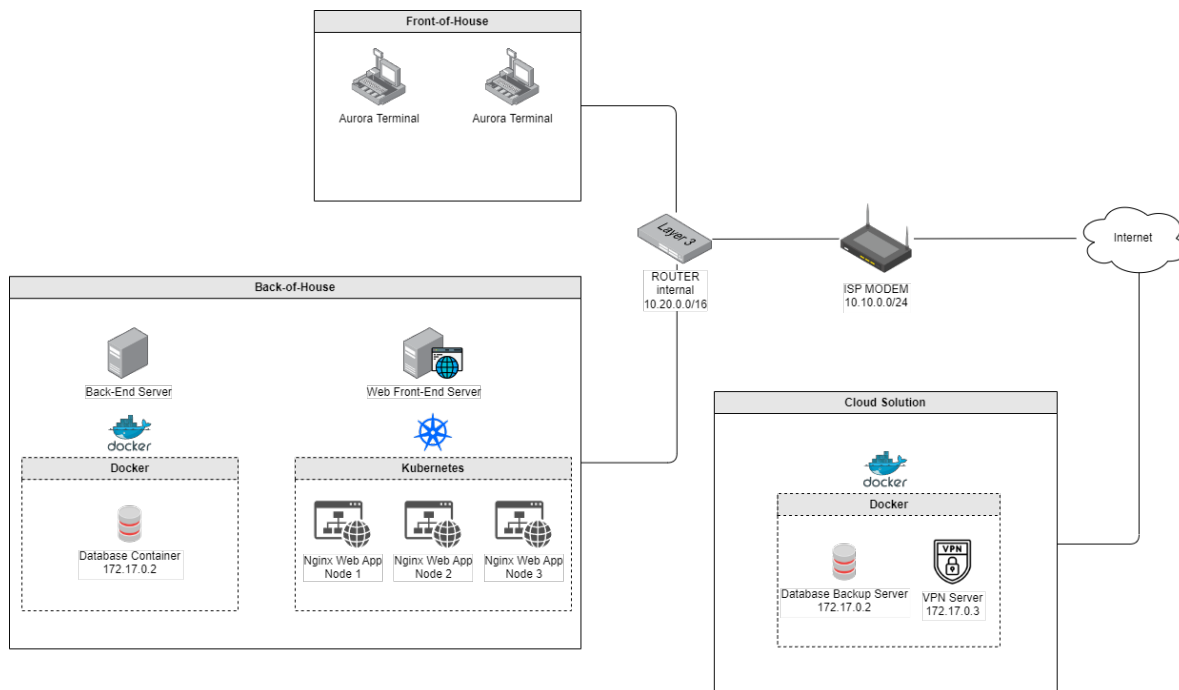 Front-of-House
Aurora Terminal
Aurora Terminal
Layer 3
ROUTER
internal
10.20.0.0/16
ISP MODEM
10.10.0.0/24
Internet
Back-of-House
Back-End Server
Web Front-End Server
docker
Docker
Database Container
172.17.0.2
Kubernetes
Nginx Web App
Node 1
Nginx Web App
Node 2
Nginx Web App
Node 3
Cloud Solution
docker
Docker
Database Backup Server
172.17.0.2
VPN
VPN Server
172.17.0.3